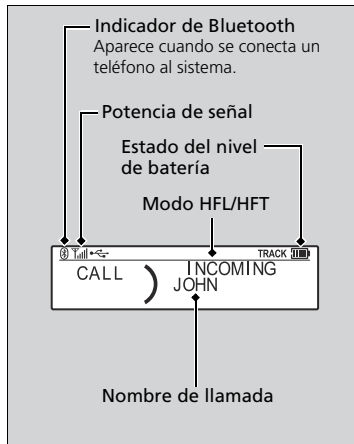 Indicador de Bluetooth
Aparece cuando se conecta un
teléfono al sistema.
Potencia de señal
Estado del nivel
de batería
Modo HFL/HFT
TRACK
CALL
INCOMING
JOHN
Nombre de llamada